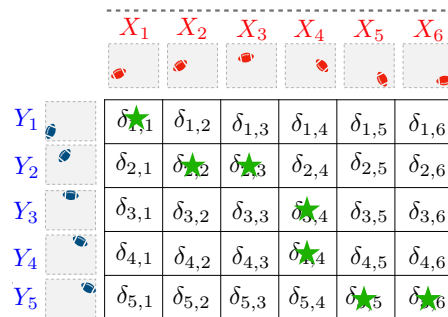 X₁ X₂ X₃ X₄ X₅ X₆
Y₁ δ₁,₁ δ₁,₂ δ₁,₃ δ₁,₄ δ₁,₅ δ₁,₆
Y₂ δ₂,₁ δ₂,₂ δ₂,₃ δ₂,₄ δ₂,₅ δ₂,₆
Y₃ δ₃,₁ δ₃,₂ δ₃,₃ δ₃,₄ δ₃,₅ δ₃,₆
Y₄ δ₄,₁ δ₄,₂ δ₄,₃ δ₄,₄ δ₄,₅ δ₄,₆
Y₅ δ₅,₁ δ₅,₂ δ₅,₃ δ₅,₄ δ₅,₅ δ₅,₆